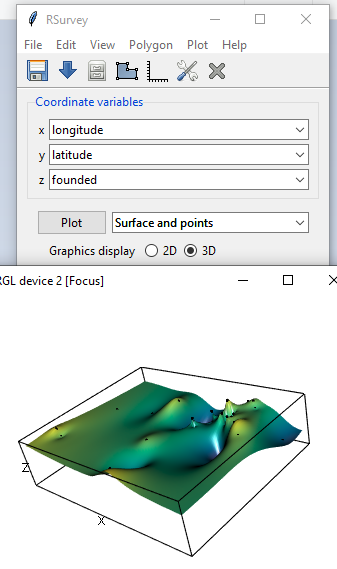 RSurvey
File Edit View Polygon Plot Help
Coordinate variables
x longitude
y latitude
z founded
Plot Surface and points
Graphics display 2D 3D
RGL device 2 [Focus]
Z
X